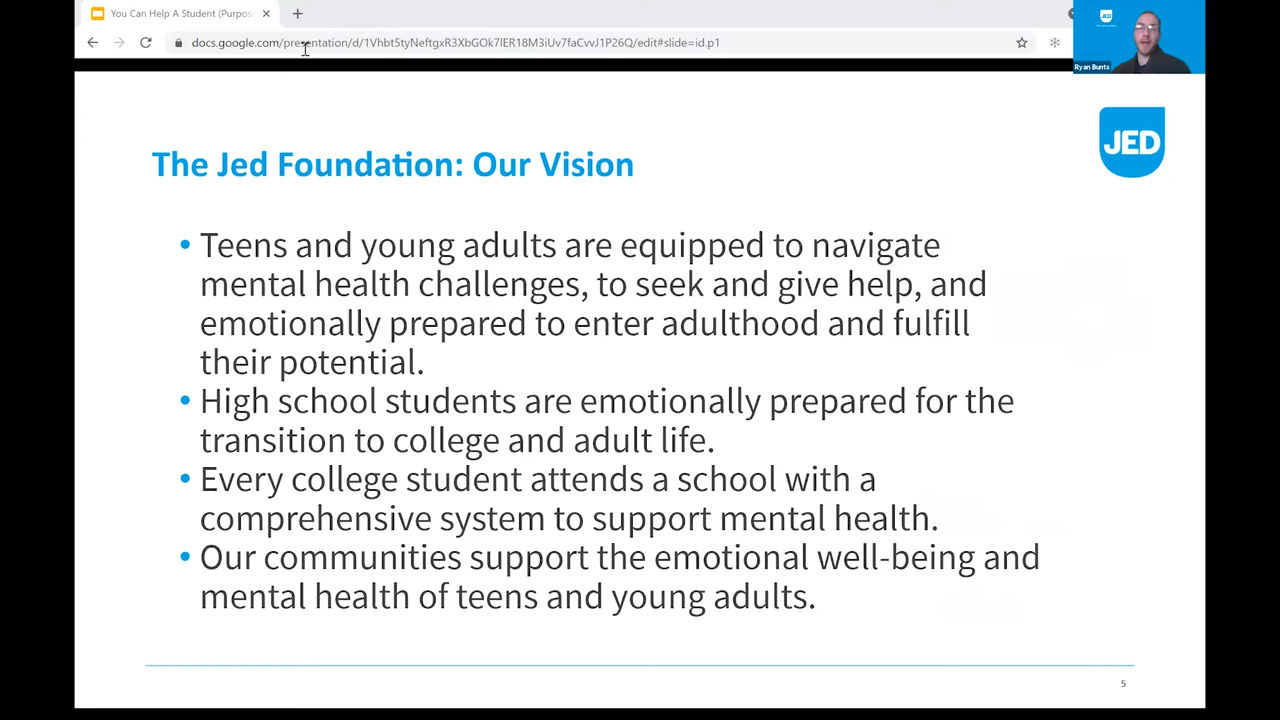 You Can Help A Student (Purpos
docs.google.com/presentation/d/1Vhbt5tyNeftgxR3XbGOk7lER18M3iUv7faCvvJ1P26Q/edit#slide=id.p1
JED
Ryan Bunts
JED
The Jed Foundation: Our Vision
• Teens and young adults are equipped to navigate
mental health challenges, to seek and give help, and
emotionally prepared to enter adulthood and fulfill
their potential.
• High school students are emotionally prepared for the
transition to college and adult life.
• Every college student attends a school with a
comprehensive system to support mental health.
• Our communities support the emotional well-being and
mental health of teens and young adults.
5